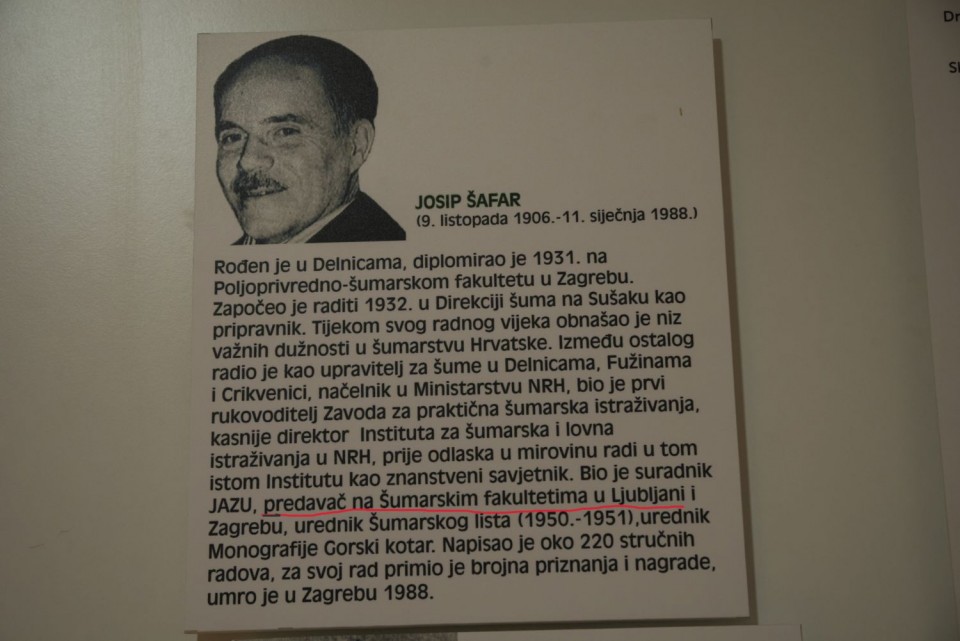 JOSIP ŠAFAR
(9. listopada 1906.-11. siječnja 1988.)
Rođen je u Delnicama, diplomirao je 1931. na
Poljoprivredno-šumarskom fakultetu u Zagrebu.
Započeo je raditi 1932. u Direkciji šuma na Sušaku kao
pripravnik. Tijekom svog radnog vijeka obnašao je niz
važnih dužnosti u šumarstvu Hrvatske. Između ostalog
radio je kao upravitelj za šume u Delnicama, Fužinama
i Crikvenici, načelnik u Ministarstvu NRH, bio je prvi
rukovoditelj Zavoda za praktična šumarska istraživanja,
kasnije direktor Instituta za šumarska i lovna
istraživanja u NRH, prije odlaska u mirovinu radi u tom
istom Institutu kao znanstveni savjetnik. Bio je suradnik
JAZU, predavač na Šumarskim fakultetima u Ljubljani i
Zagrebu, urednik Šumarskog lista (1950.-1951),urednik
Monografije Gorski kotar. Napisao je oko 220 stručnih
radova, za svoj rad primio je brojna priznanja i nagrade,
umro je u Zagrebu 1988.
Dr